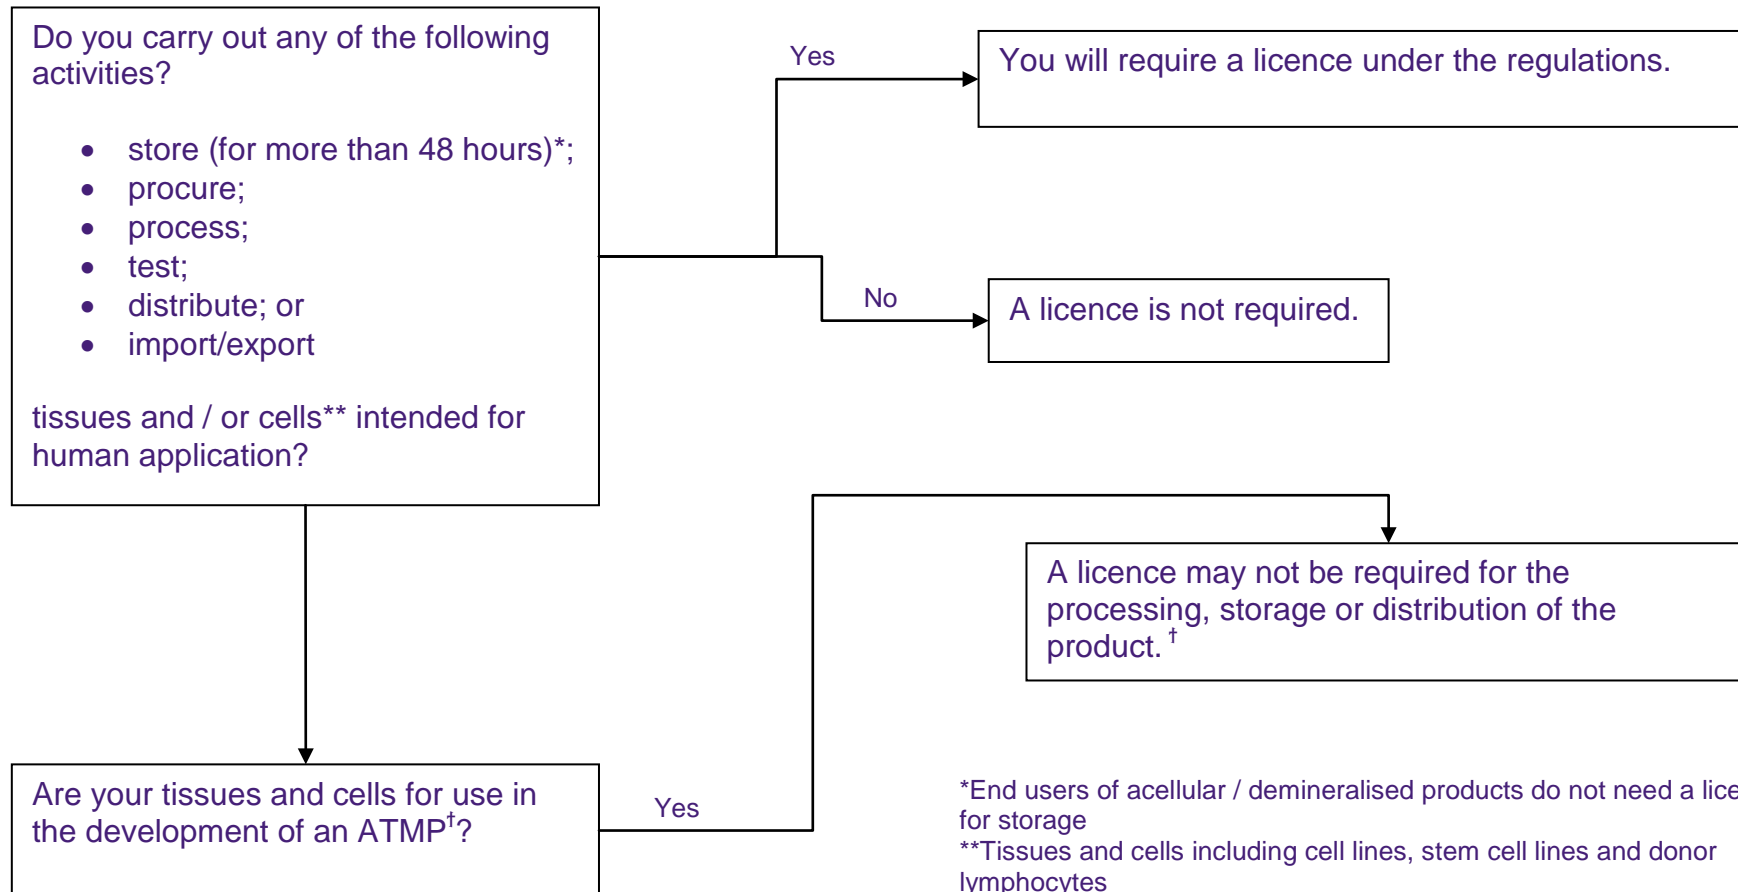 Do you carry out any of the following
activities?
• store (for more than 48 hours)*;
• procure;
• process;
• test;
• distribute; or
• import/export
tissues and / or cells** intended for
human application?
Yes
You will require a licence under the regulations.
No
A licence is not required.
A licence may not be required for the
processing, storage or distribution of the
product.†
Are your tissues and cells for use in
the development of an ATMP†?
Yes
*End users of acellular / demineralised products do not need a
for storage
**Tissues and cells including cell lines, stem cell lines and donor
lymphocytes